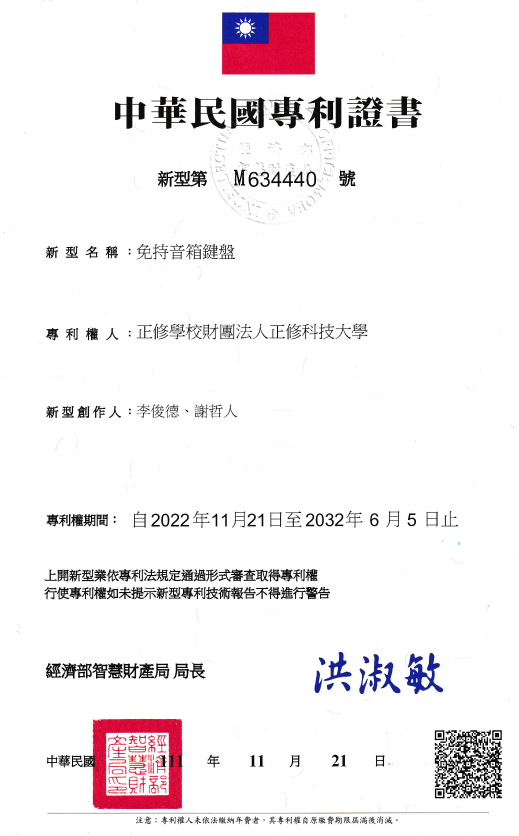 中華民國專利證書
新型第 M634440 號
新型名稱：免持音箱鍵盤
專利權人：正修學校財團法人正修科技大學
新型創作人：李俊德、謝哲人
專利權期間： 自2022年11月21日至2032年 6 月 5 日止
上開新型業依專利法規定通過形式審查取得專利權
行使專利權如未提示新型專利技術報告不得進行警告
經濟部智慧財產局 局長 洪淑敏
中華民國 111 年 11 月 21 日
經濟部智慧財產局印
注意：專利權人未依法繳納年費者，其專利權自原繳費期限屆滿後消滅。